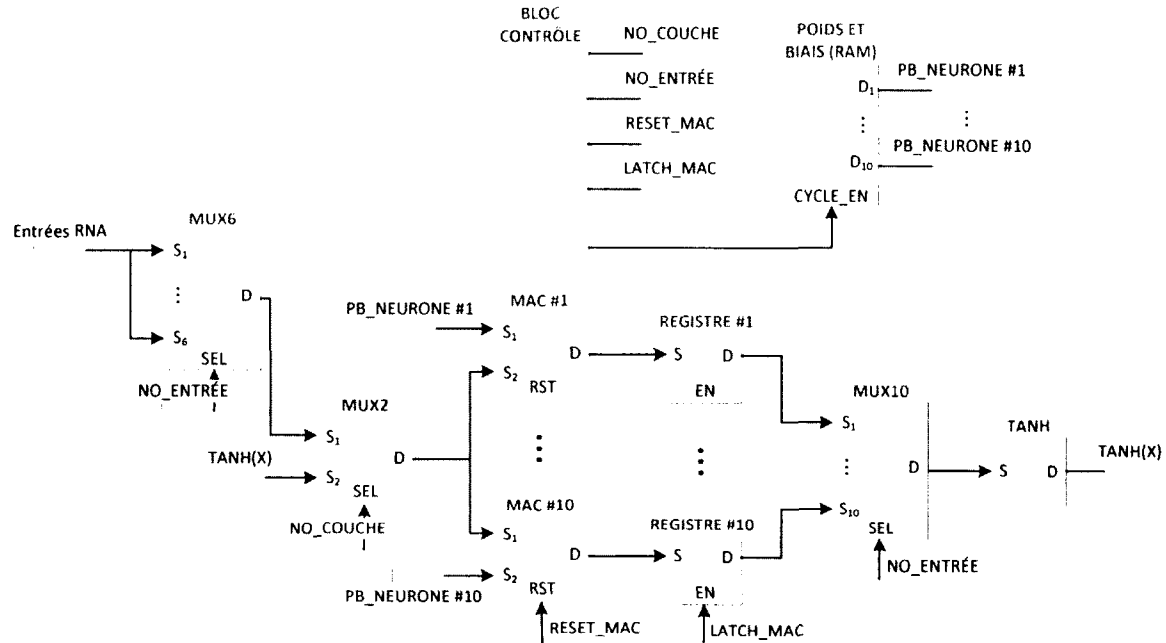 BLOC
CONTRÔLE
NO_COUCHE
NO_ENTRÉE
RESET_MAC
LATCH_MAC
POIDS ET
BIAIS (RAM)
D1
PB_NEURONE #1
D10
PB_NEURONE #10
CYCLE_EN
Entrées RNA
MUX6
S1
S6
D
SEL
NO_ENTRÉE
MUX2
S1
TANH(X)
S2
D
SEL
NO_COUCHE
PB_NEURONE #1
MAC #1
S1
S2
D
RST
REGISTRE #1
S
D
EN
MAC #10
S1
S2
D
RST
PB_NEURONE #10
RESET_MAC
REGISTRE #10
S
D
EN
LATCH_MAC
MUX10
S1
S10
D
SEL
NO_ENTRÉE
TANH
S
D
TANH(X)